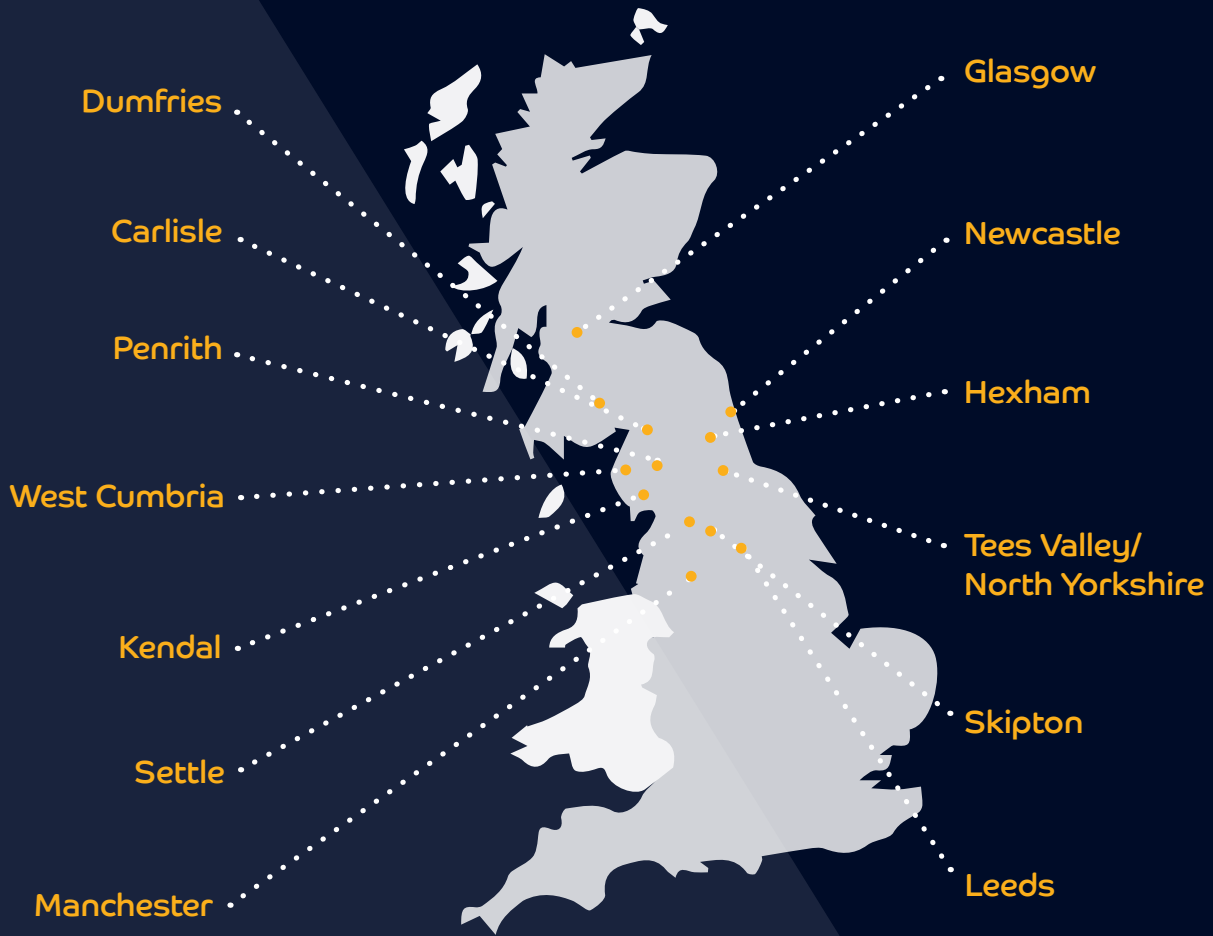 Dumfries
Carlisle
Penrith
West Cumbria
Kendal
Settle
Manchester
Glasgow
Newcastle
Hexham
Tees Valley/
North Yorkshire
Skipton
Leeds